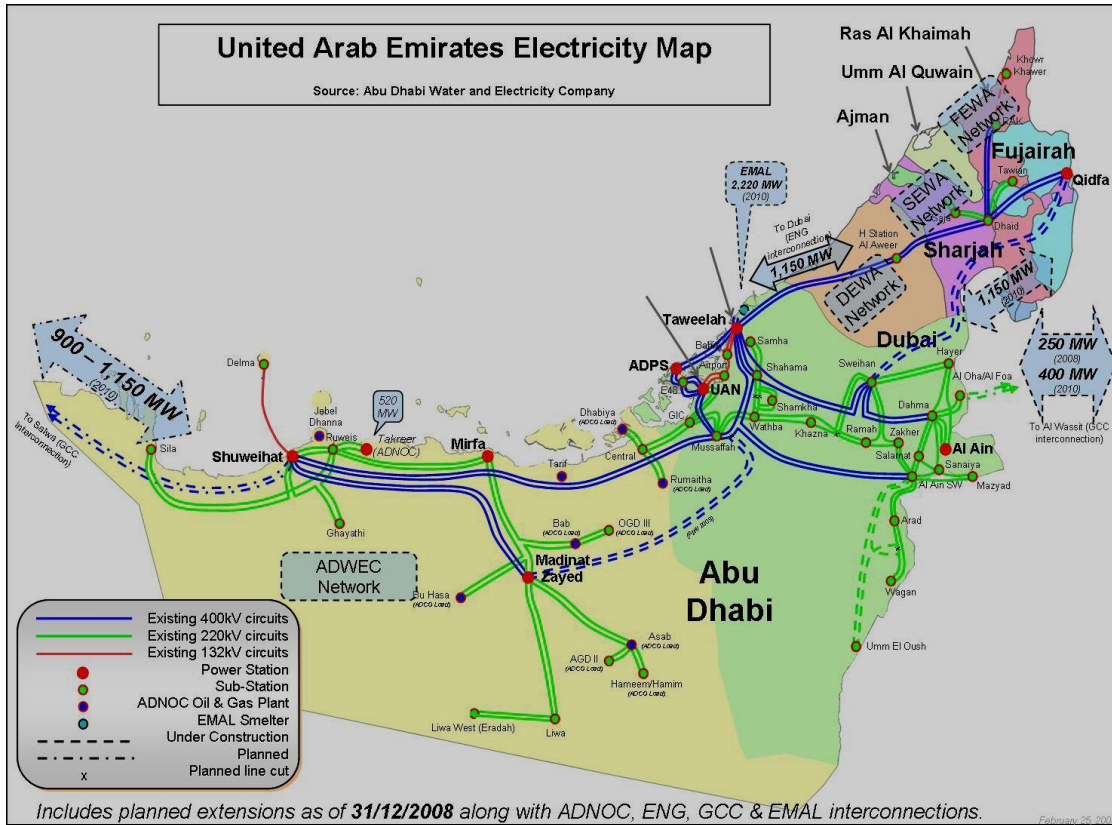 United Arab Emirates Electricity Map
Source: Abu Dhabi Water and Electricity Company
Ras Al Khaimah
Umm Al Quwain
Ajman
Khowr
Khawer
FEWA
Network
RAK
Fujairah
Tawian
Qidfa
SEWA
Network
Dhaid
Sharjah
EMAL
2,220 MW
(2010)
To Dubai
(ENG
interconnection)
1,150 MW
H Station
Al Aweer
DEWA
Network
1,150 MW
(2010)
Dubai
250 MW
(2008)
400 MW
(2010)
To Al Wassit (GCC
interconnection)
900 – 1,150 MW
(2010)
To Salwa (GCC
Interconnection)
Taweelah
Samha
Airport
ADPS
UAN
Shahama
Sweihan
Hayer
Al Oha/Al Foa
Shamkha
Dahma
GIC
Wathba
Khazna
Ramah
Zakher
Al Ain
Salamat
Sanaiya
Mussaffah
Al Ain SW
Mazyad
Delma
Jebel
Dhanna
520
MW
Ruweis
Takreer
(ADNOC)
Sila
Shuweihat
Mirfa
Dhabiya
(ADCO Load)
Central
Tarif
Rumaitha
(ADCO Load)
Ghayathi
Bab
(ADCO Load)
OGD III
(ADCO Load)
Arad
Wagan
Umm El Oush
ADWEC
Network
Madinat
Zayed
Bu Hasa
(ADCO Load)
Abu
Dhabi
Asab
(ADCO Load)
AGD II
(ADCO Load)
Hameem/Hamim
(ADCO Load)
Liwa West (Eradah)
Liwa
Existing 400kV circuits
Existing 220kV circuits
Existing 132kV circuits
Power Station
Sub-Station
ADNOC Oil & Gas Plant
EMAL Smelter
Under Construction
Planned
x Planned line cut
Includes planned extensions as of 31/12/2008 along with ADNOC, ENG, GCC & EMAL interconnections.
February 25, 200